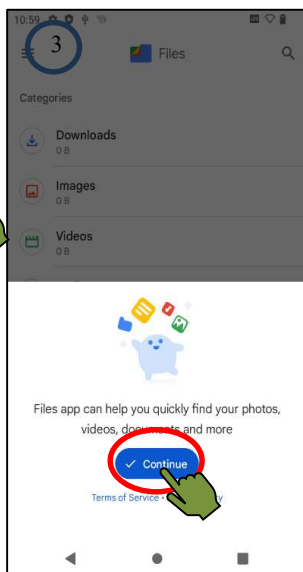 10:59
3
Files
Categories
Downloads
0 B
Images
0 B
Videos
0 B
Files app can help you quickly find your photos,
videos, documents and more
Continue
Terms of Service •